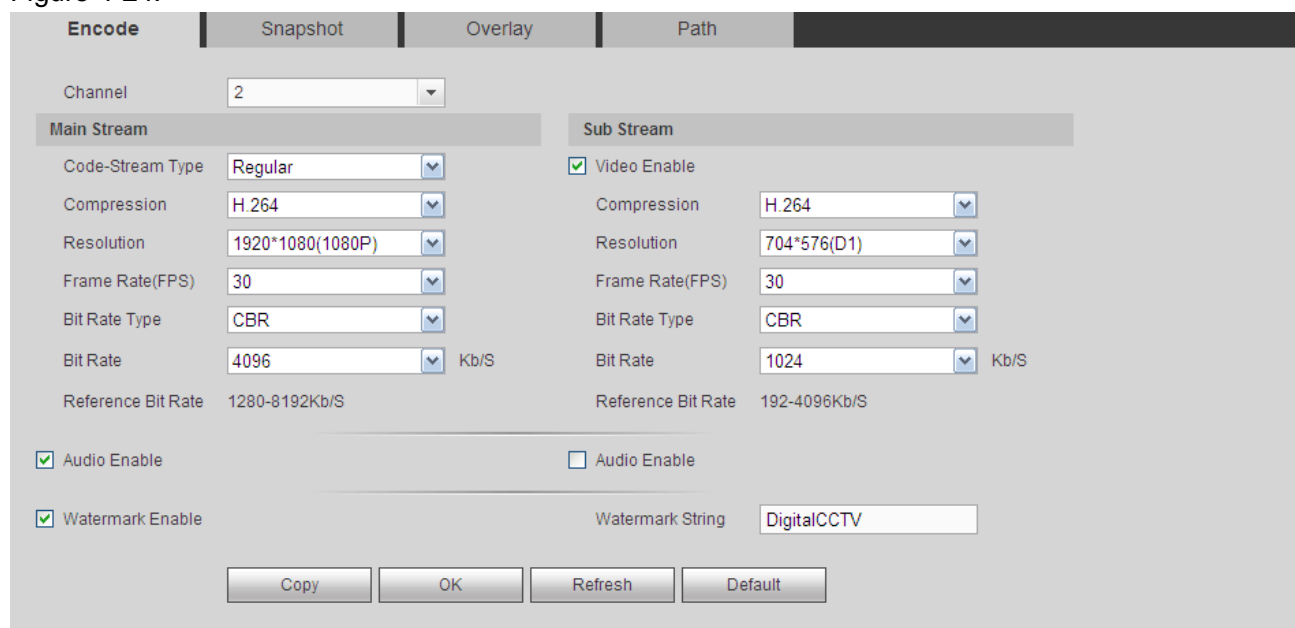 Encode Snapshot Overlay Path
Channel 2
Main Stream Sub Stream
Code-Stream Type Regular Video Enable
Compression H.264 Compression H.264
Resolution 1920*1080(1080P) Resolution 704*576(D1)
Frame Rate(FPS) 30 Frame Rate(FPS) 30
Bit Rate Type CBR Bit Rate Type CBR
Bit Rate 4096 Kb/S Bit Rate 1024 Kb/S
Reference Bit Rate 1280-8192Kb/S Reference Bit Rate 192-4096Kb/S
Audio Enable Audio Enable
Watermark Enable Watermark String DigitalCCTV
Copy OK Refresh Default